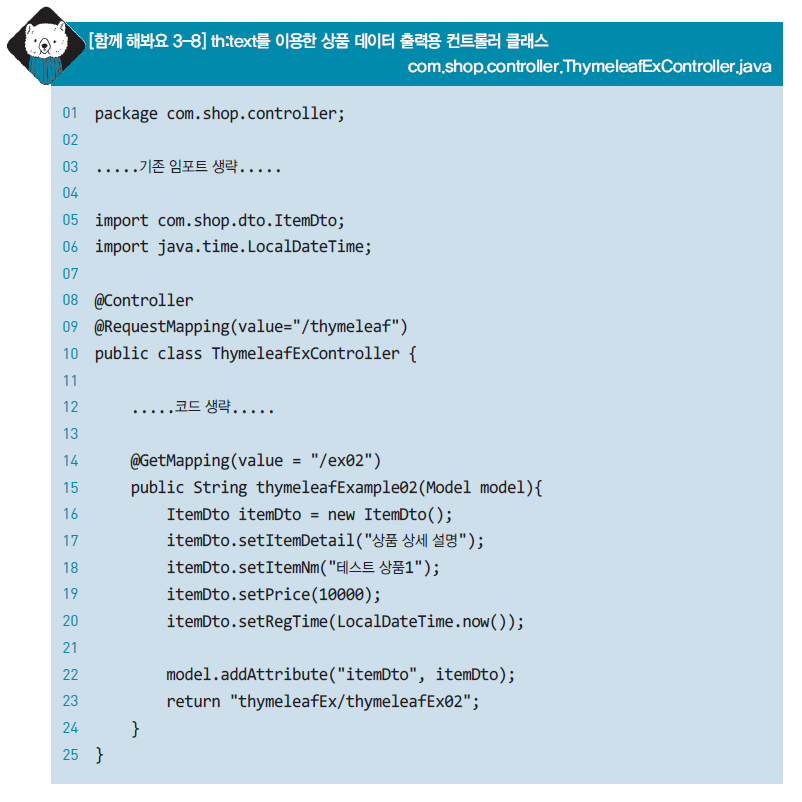 [함께 해봐요 3-8] th:text를 이용한 상품 데이터 출력용 컨트롤러 클래스
com.shop.controller.ThymeleafExController.java
01 package com.shop.controller;
02
03 .....기존 임포트 생략.....
04
05 import com.shop.dto.ItemDto;
06 import java.time.LocalDateTime;
07
08 @Controller
09 @RequestMapping(value="/thymeleaf")
10 public class ThymeleafExController {
11
12     .....코드 생략.....
13
14     @GetMapping(value = "/ex02")
15     public String thymeleafExample02(Model model){
16         ItemDto itemDto = new ItemDto();
17         itemDto.setItemDetail("상품 상세 설명");
18         itemDto.setItemNm("테스트 상품1");
19         itemDto.setPrice(10000);
20         itemDto.setRegTime(LocalDateTime.now());
21
22         model.addAttribute("itemDto", itemDto);
23         return "thymeleafEx/thymeleafEx02";
24     }
25 }